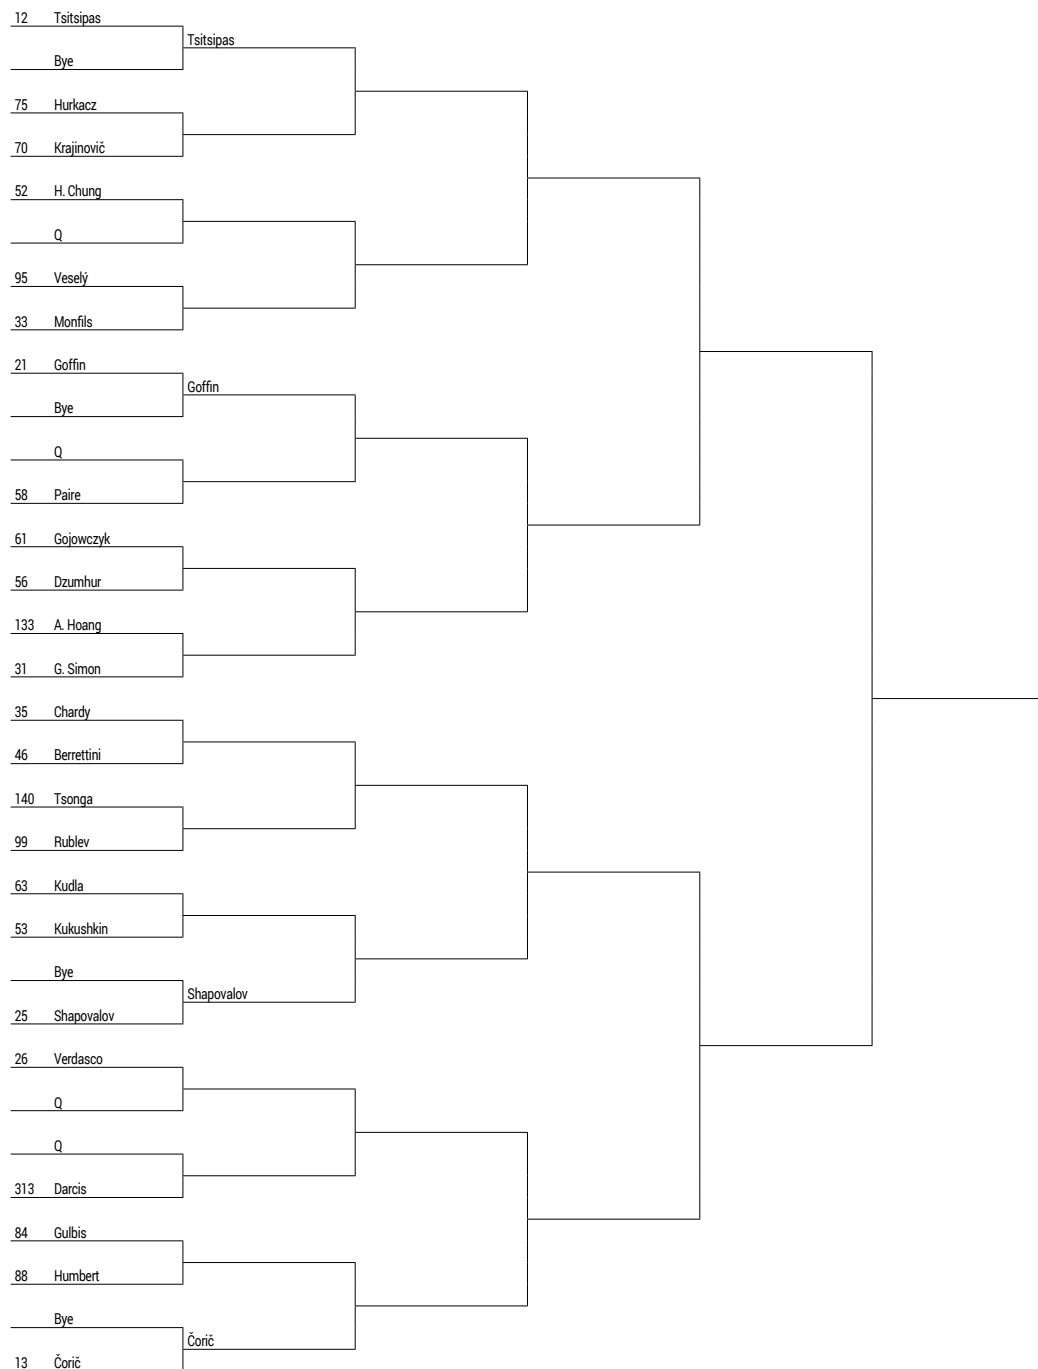 12 Tsitsipas
Tsitsipas
Bye
75 Hurkacz
70 Krajinovič
52 H. Chung
Q
95 Veselý
33 Monfils
21 Goffin
Goffin
Bye
Q
58 Paire
61 Gojowczyk
56 Dzumhur
133 A. Hoang
31 G. Simon
35 Chardy
46 Berrettini
140 Tsonga
99 Rublev
63 Kudla
53 Kukushkin
Bye
Shapovalov
25 Shapovalov
26 Verdasco
Q
Q
313 Darcis
84 Gulbis
88 Humbert
Bye
Čorič
13 Čorič